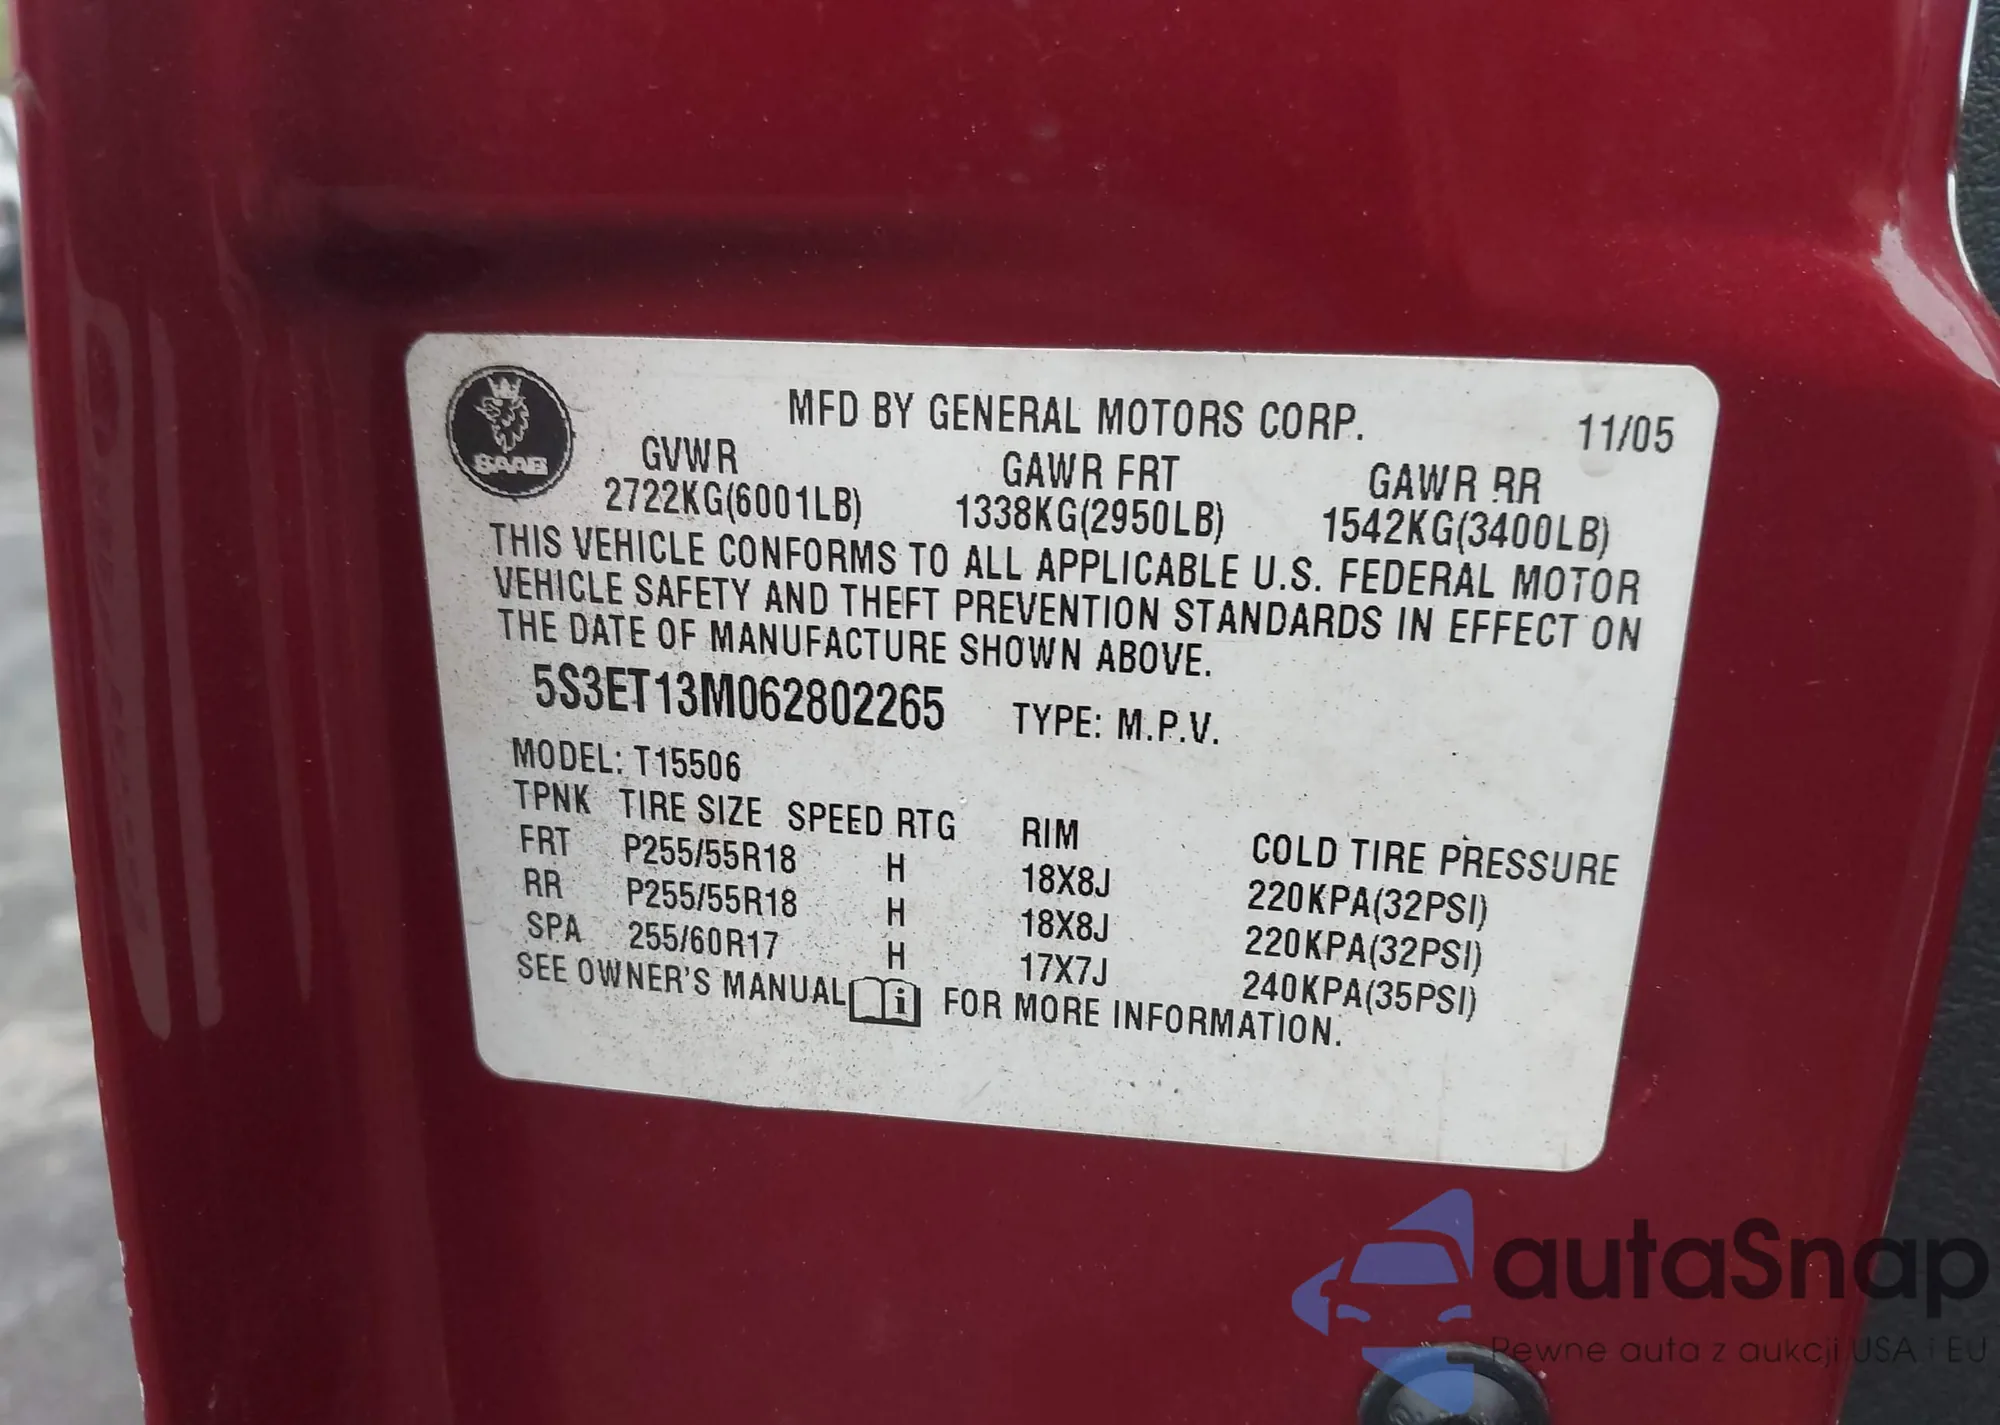 SAAB
MFD BY GENERAL MOTORS CORP. 11/05
GVWR GAWR FRT GAWR RR
2722KG(6001LB) 1338KG(2950LB) 1542KG(3400LB)
THIS VEHICLE CONFORMS TO ALL APPLICABLE U.S. FEDERAL MOTOR
VEHICLE SAFETY AND THEFT PREVENTION STANDARDS IN EFFECT ON
THE DATE OF MANUFACTURE SHOWN ABOVE.
5S3ET13M062802265 TYPE: M.P.V.
MODEL: T15506
TPNK TIRE SIZE SPEED RTG RIM COLD TIRE PRESSURE
FRT P255/55R18 H 18X8J 220KPA(32PSI)
RR P255/55R18 H 18X8J 220KPA(32PSI)
SPA 255/60R17 H 17X7J 240KPA(35PSI)
SEE OWNER'S MANUAL i FOR MORE INFORMATION.
autaSnap
Pewne auta z aukcji USA i EU